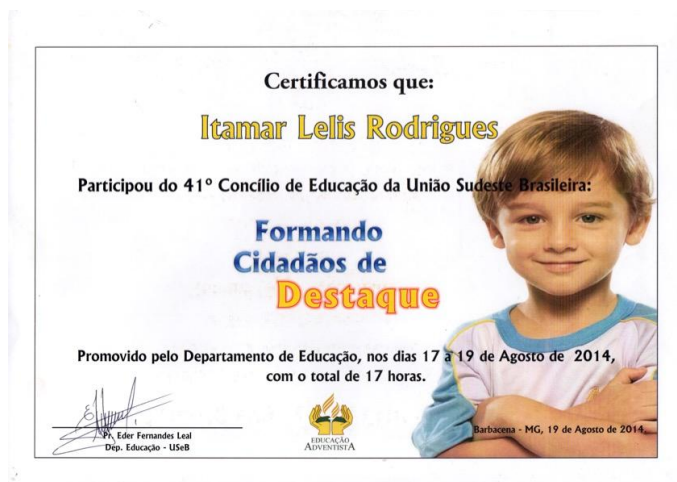 Certificamos que:
Itamar Lelis Rodrigues
Participou do 41º Concílio de Educação da União Sudeste Brasileira:
Formando
Cidadãos de
Destaque
Promovido pelo Departamento de Educação, nos dias 17 a 19 de Agosto de 2014,
com o total de 17 horas.
Pr. Eder Fernandes Leal
Dep. Educação - USeB
EDUCAÇÃO
ADVENTISTA
Barbacena - MG, 19 de Agosto de 2014.